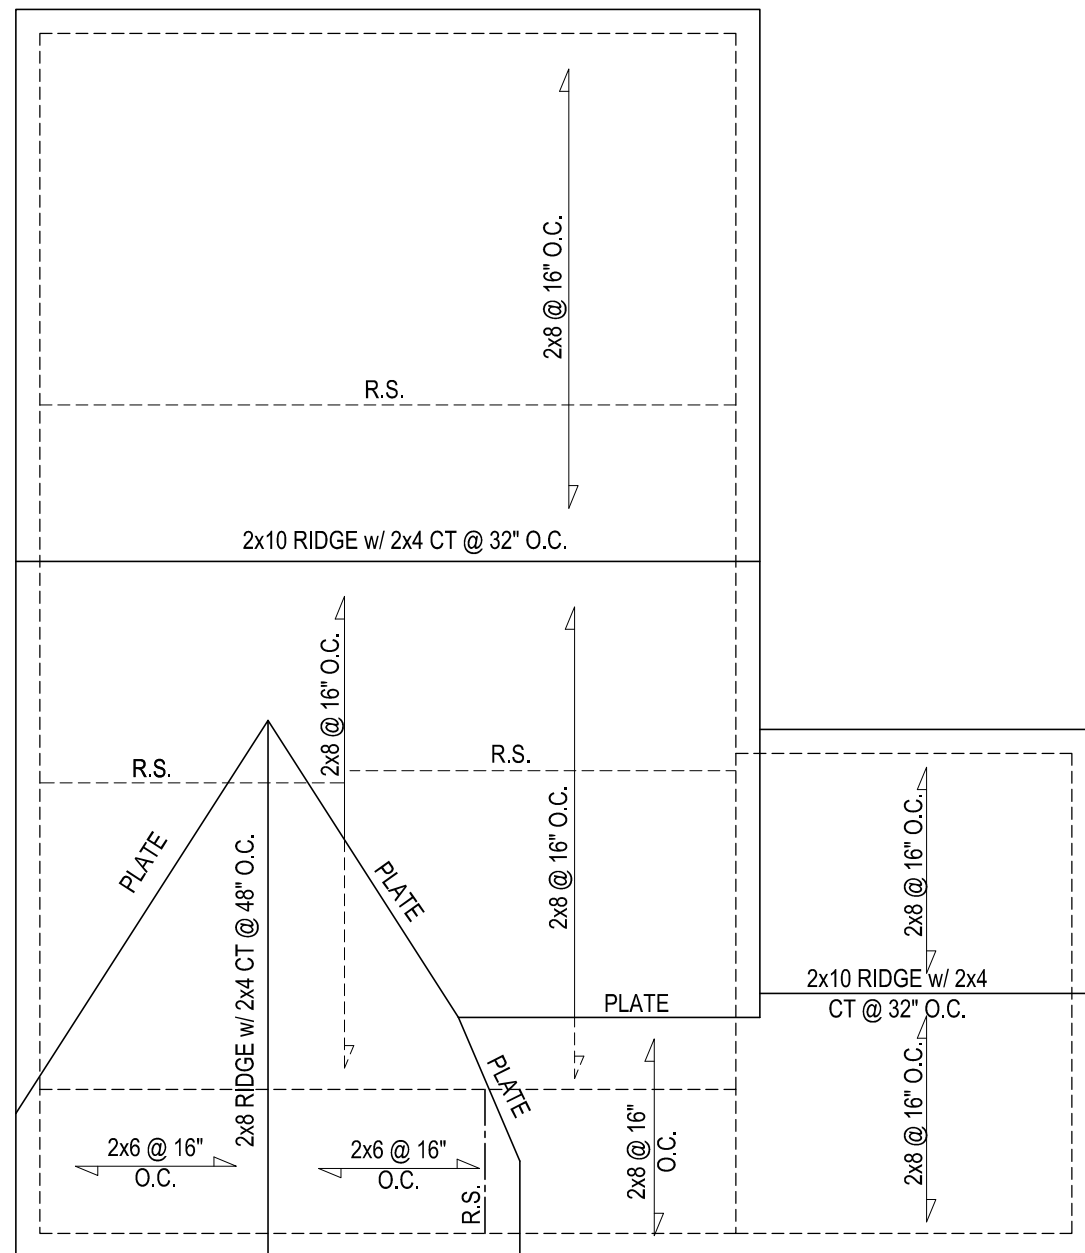 2x8 @ 16" O.C.
R.S.
2x10 RIDGE w/ 2x4 CT @ 32" O.C.
2x8 @ 16" O.C.
R.S.
R.S.
2x8 @ 16" O.C.
PLATE
PLATE
2x8 RIDGE w/ 2x4 CT @ 48" O.C.
2x8 @ 16" O.C.
2x10 RIDGE w/ 2x4
CT @ 32" O.C.
PLATE
PLATE
2x8 @ 16" O.C.
2x6 @ 16"
O.C.
2x6 @ 16"
O.C.
R.S.
2x8 @ 16"
O.C.